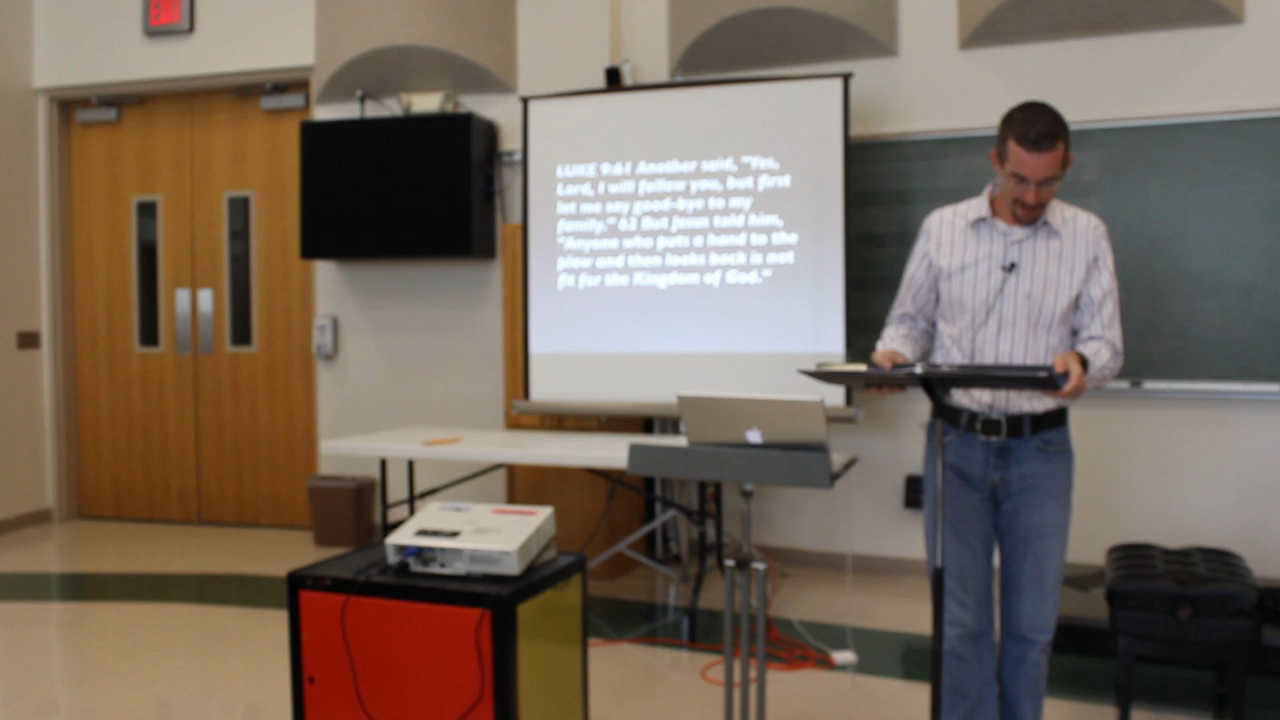 EXIT
LUKE 9:61 Another said, "Yes,
Lord, I will follow you, but first
let me say good-bye to my
family." 62 But Jesus told him,
"Anyone who puts a hand to the
plow and then looks back is not
fit for the Kingdom of God."